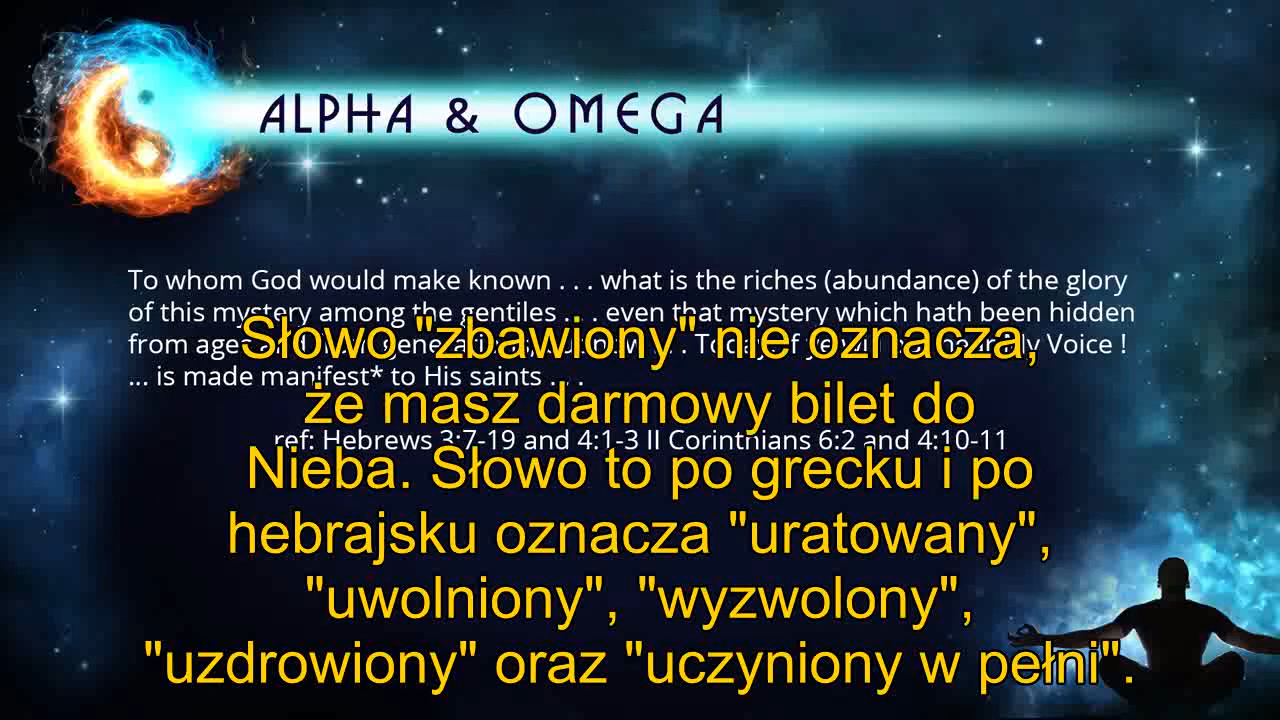 ALPHA & OMEGA
To whom God would make known . . . what is the riches (abundance) of the glory
of this mystery among the gentiles . . . even that mystery which hath been hidden
from ages Voice !
... is made manifest* to His saints . . .
ref: Hebrews 3:7-19 and 4:1-3 II Corinthians 6:2 and 4:10-11
Słowo "zbawiony" nie oznacza,
że masz darmowy bilet do
Nieba. Słowo to po grecku i po
hebrajsku oznacza "uratowany",
"uwolniony", "wyzwolony",
"uzdrowiony" oraz "uczyniony w pełni".